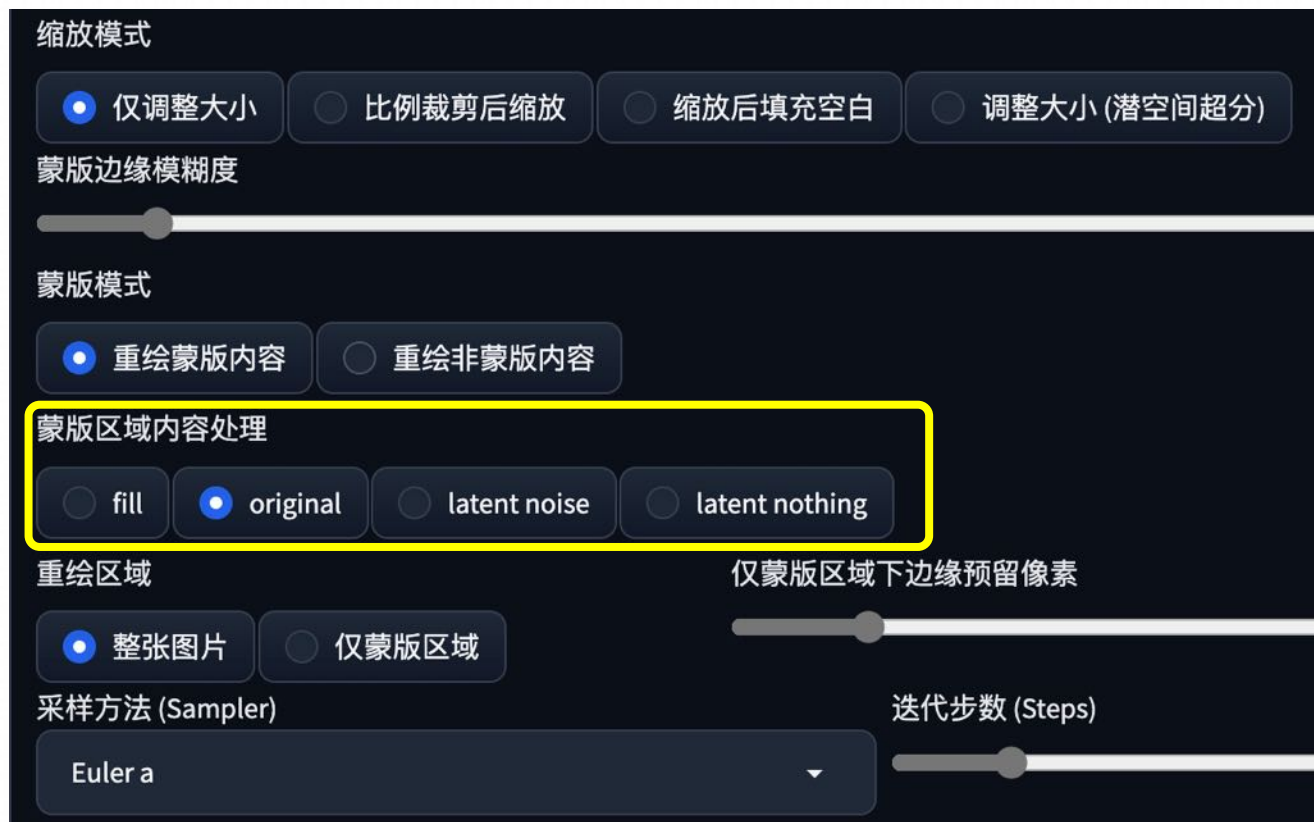 缩放模式
仅调整大小 比例裁剪后缩放 缩放后填充空白 调整大小 (潜空间超分)
蒙版边缘模糊度
蒙版模式
重绘蒙版内容 重绘非蒙版内容
蒙版区域内容处理
fill original latent noise latent nothing
重绘区域 仅蒙版区域下边缘预留像素
整张图片 仅蒙版区域
采样方法 (Sampler) 迭代步数 (Steps)
Euler a